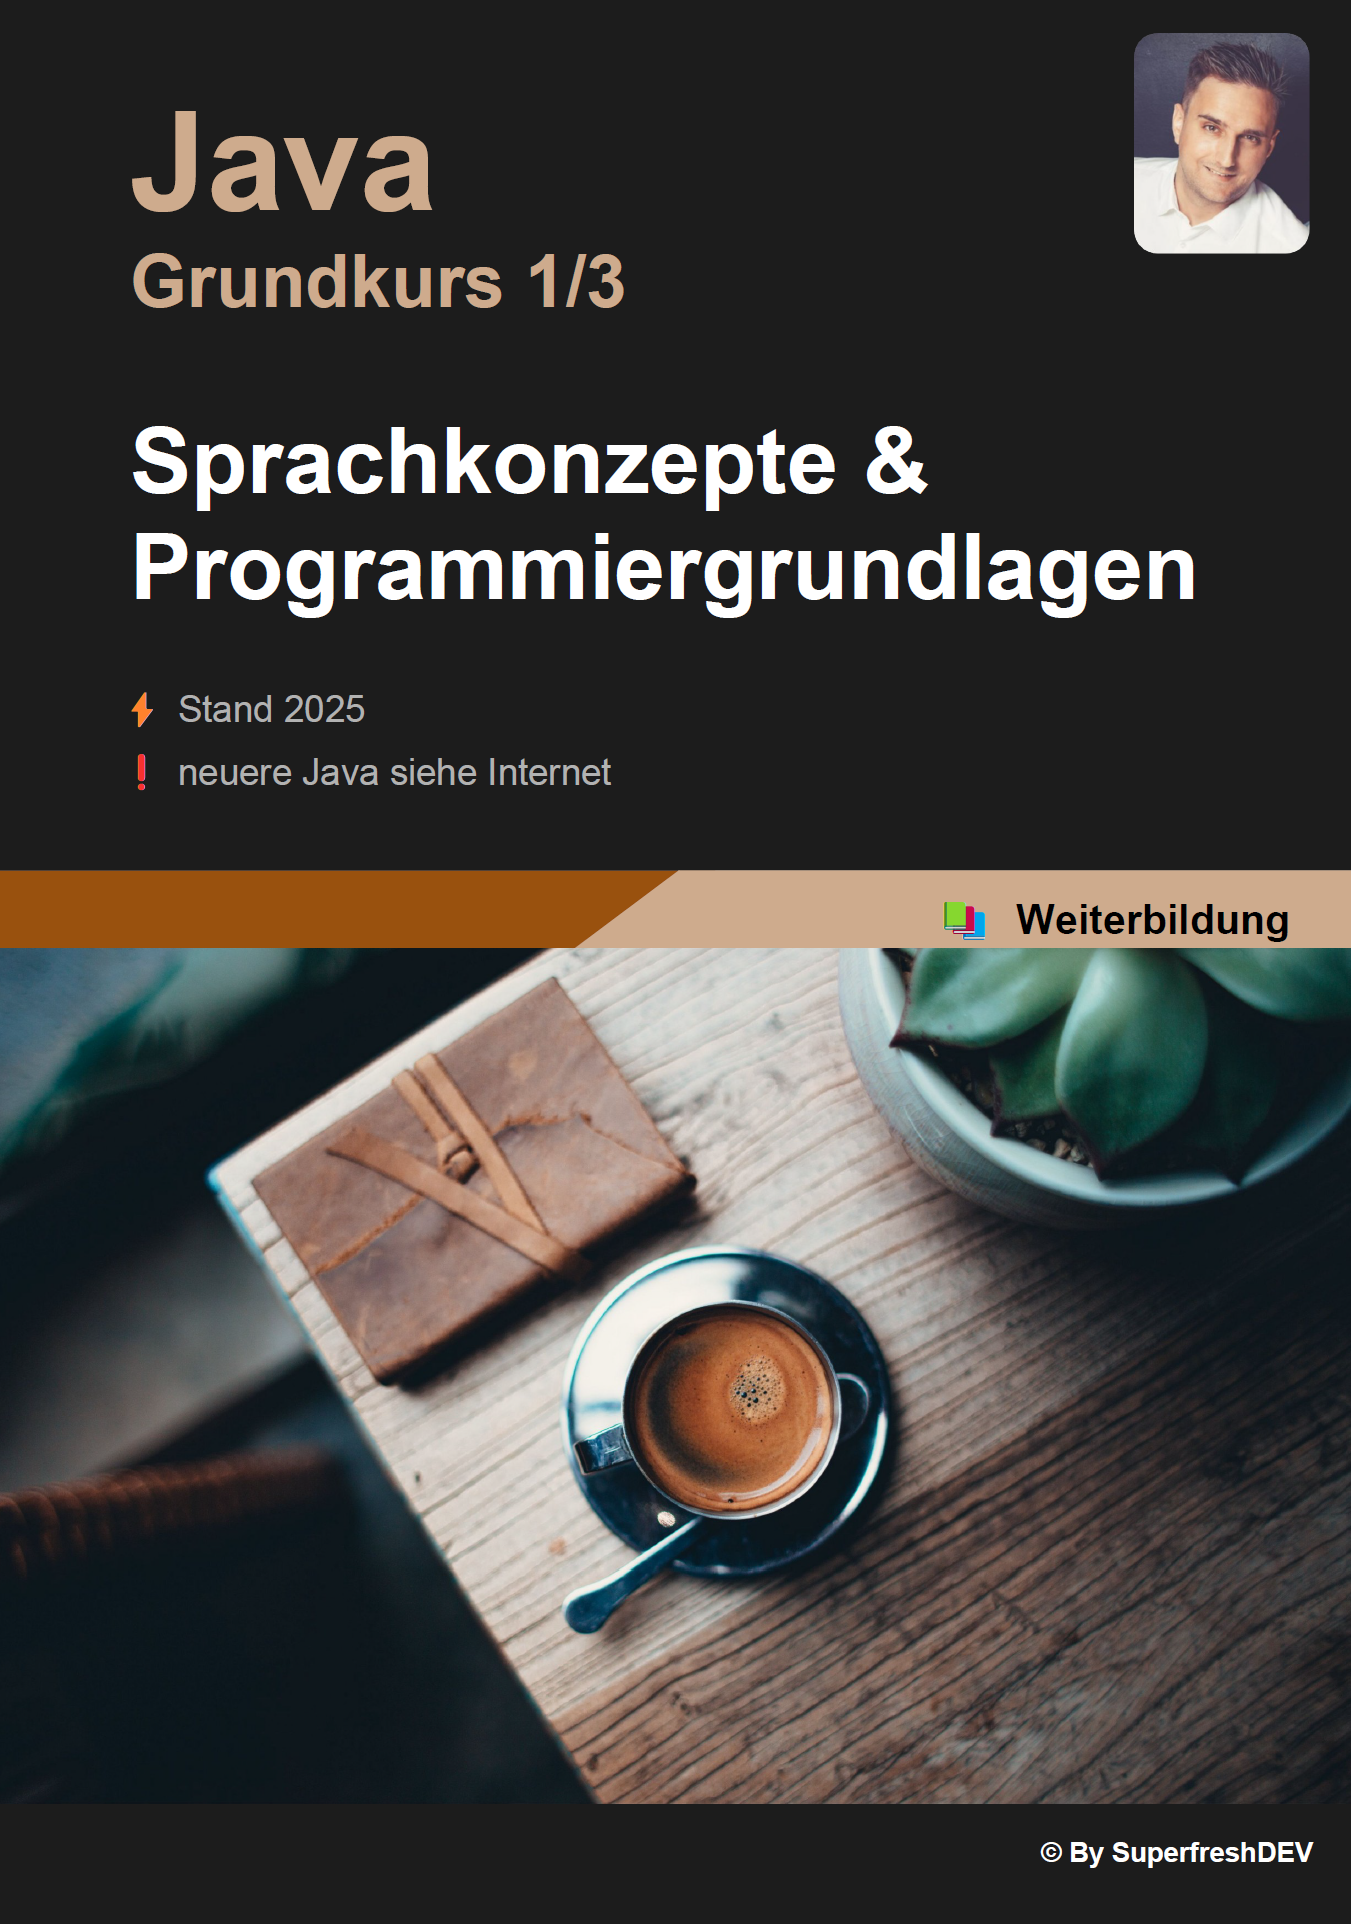 Java
Grundkurs 1/3
Sprachkonzepte &
Programmiergrundlagen
Stand 2025
neuere Java siehe Internet
Weiterbildung
© By SuperfreshDEV